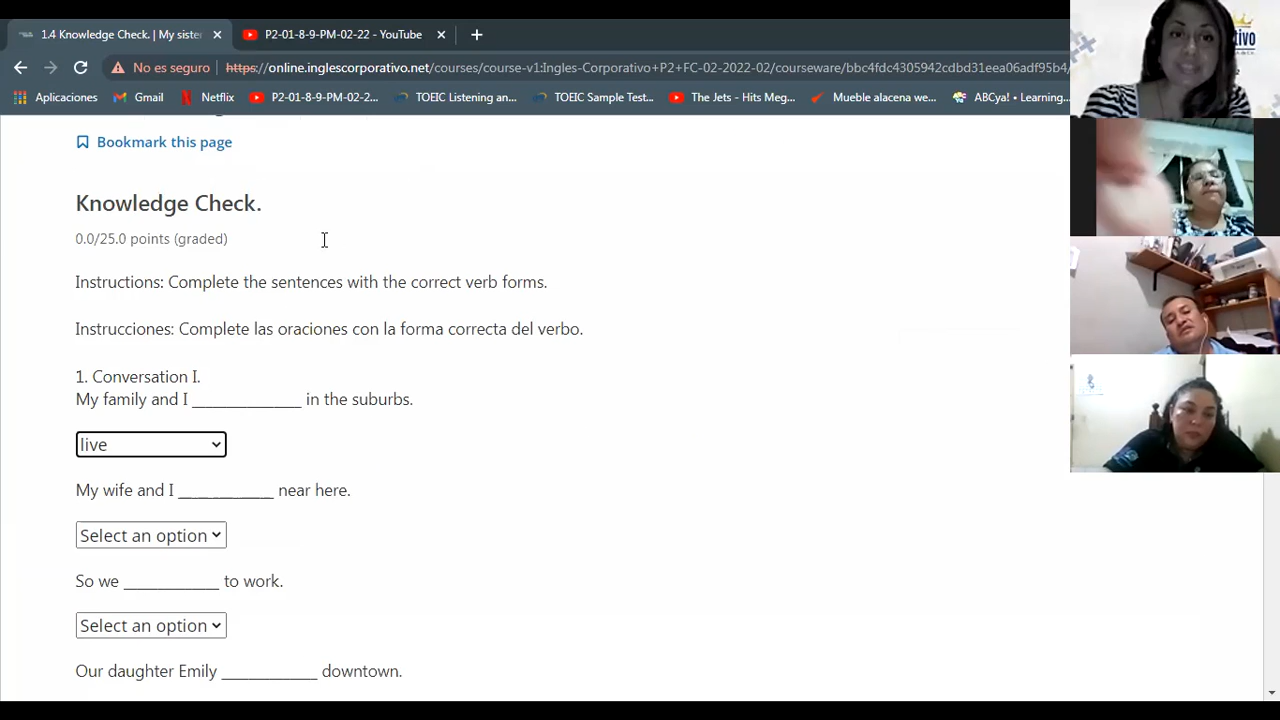 1.4 Knowledge Check. | My siste
P2-01-8-9-PM-02-22 - YouTube
No es seguro
https://online.inglescorporativo.net/courses/course-v1:Ingles-Corporativo+P2+FC-02-2022-02/courseware/bbc4fdc4305942cdbd31eea06adf95b4/
Aplicaciones
Gmail
Netflix
P2-01-8-9-PM-02-2...
TOEIC Listening an...
TOEIC Sample Test...
The Jets - Hits Meg...
Mueble alacena we...
ABCya! • Learning...
Bookmark this page
Knowledge Check.
0.0/25.0 points (graded)
Instructions: Complete the sentences with the correct verb forms.
Instrucciones: Complete las oraciones con la forma correcta del verbo.
1. Conversation I.
My family and I ______________ in the suburbs.
live
My wife and I ____________ near here.
Select an option
So we ____________ to work.
Select an option
Our daughter Emily ____________ downtown.